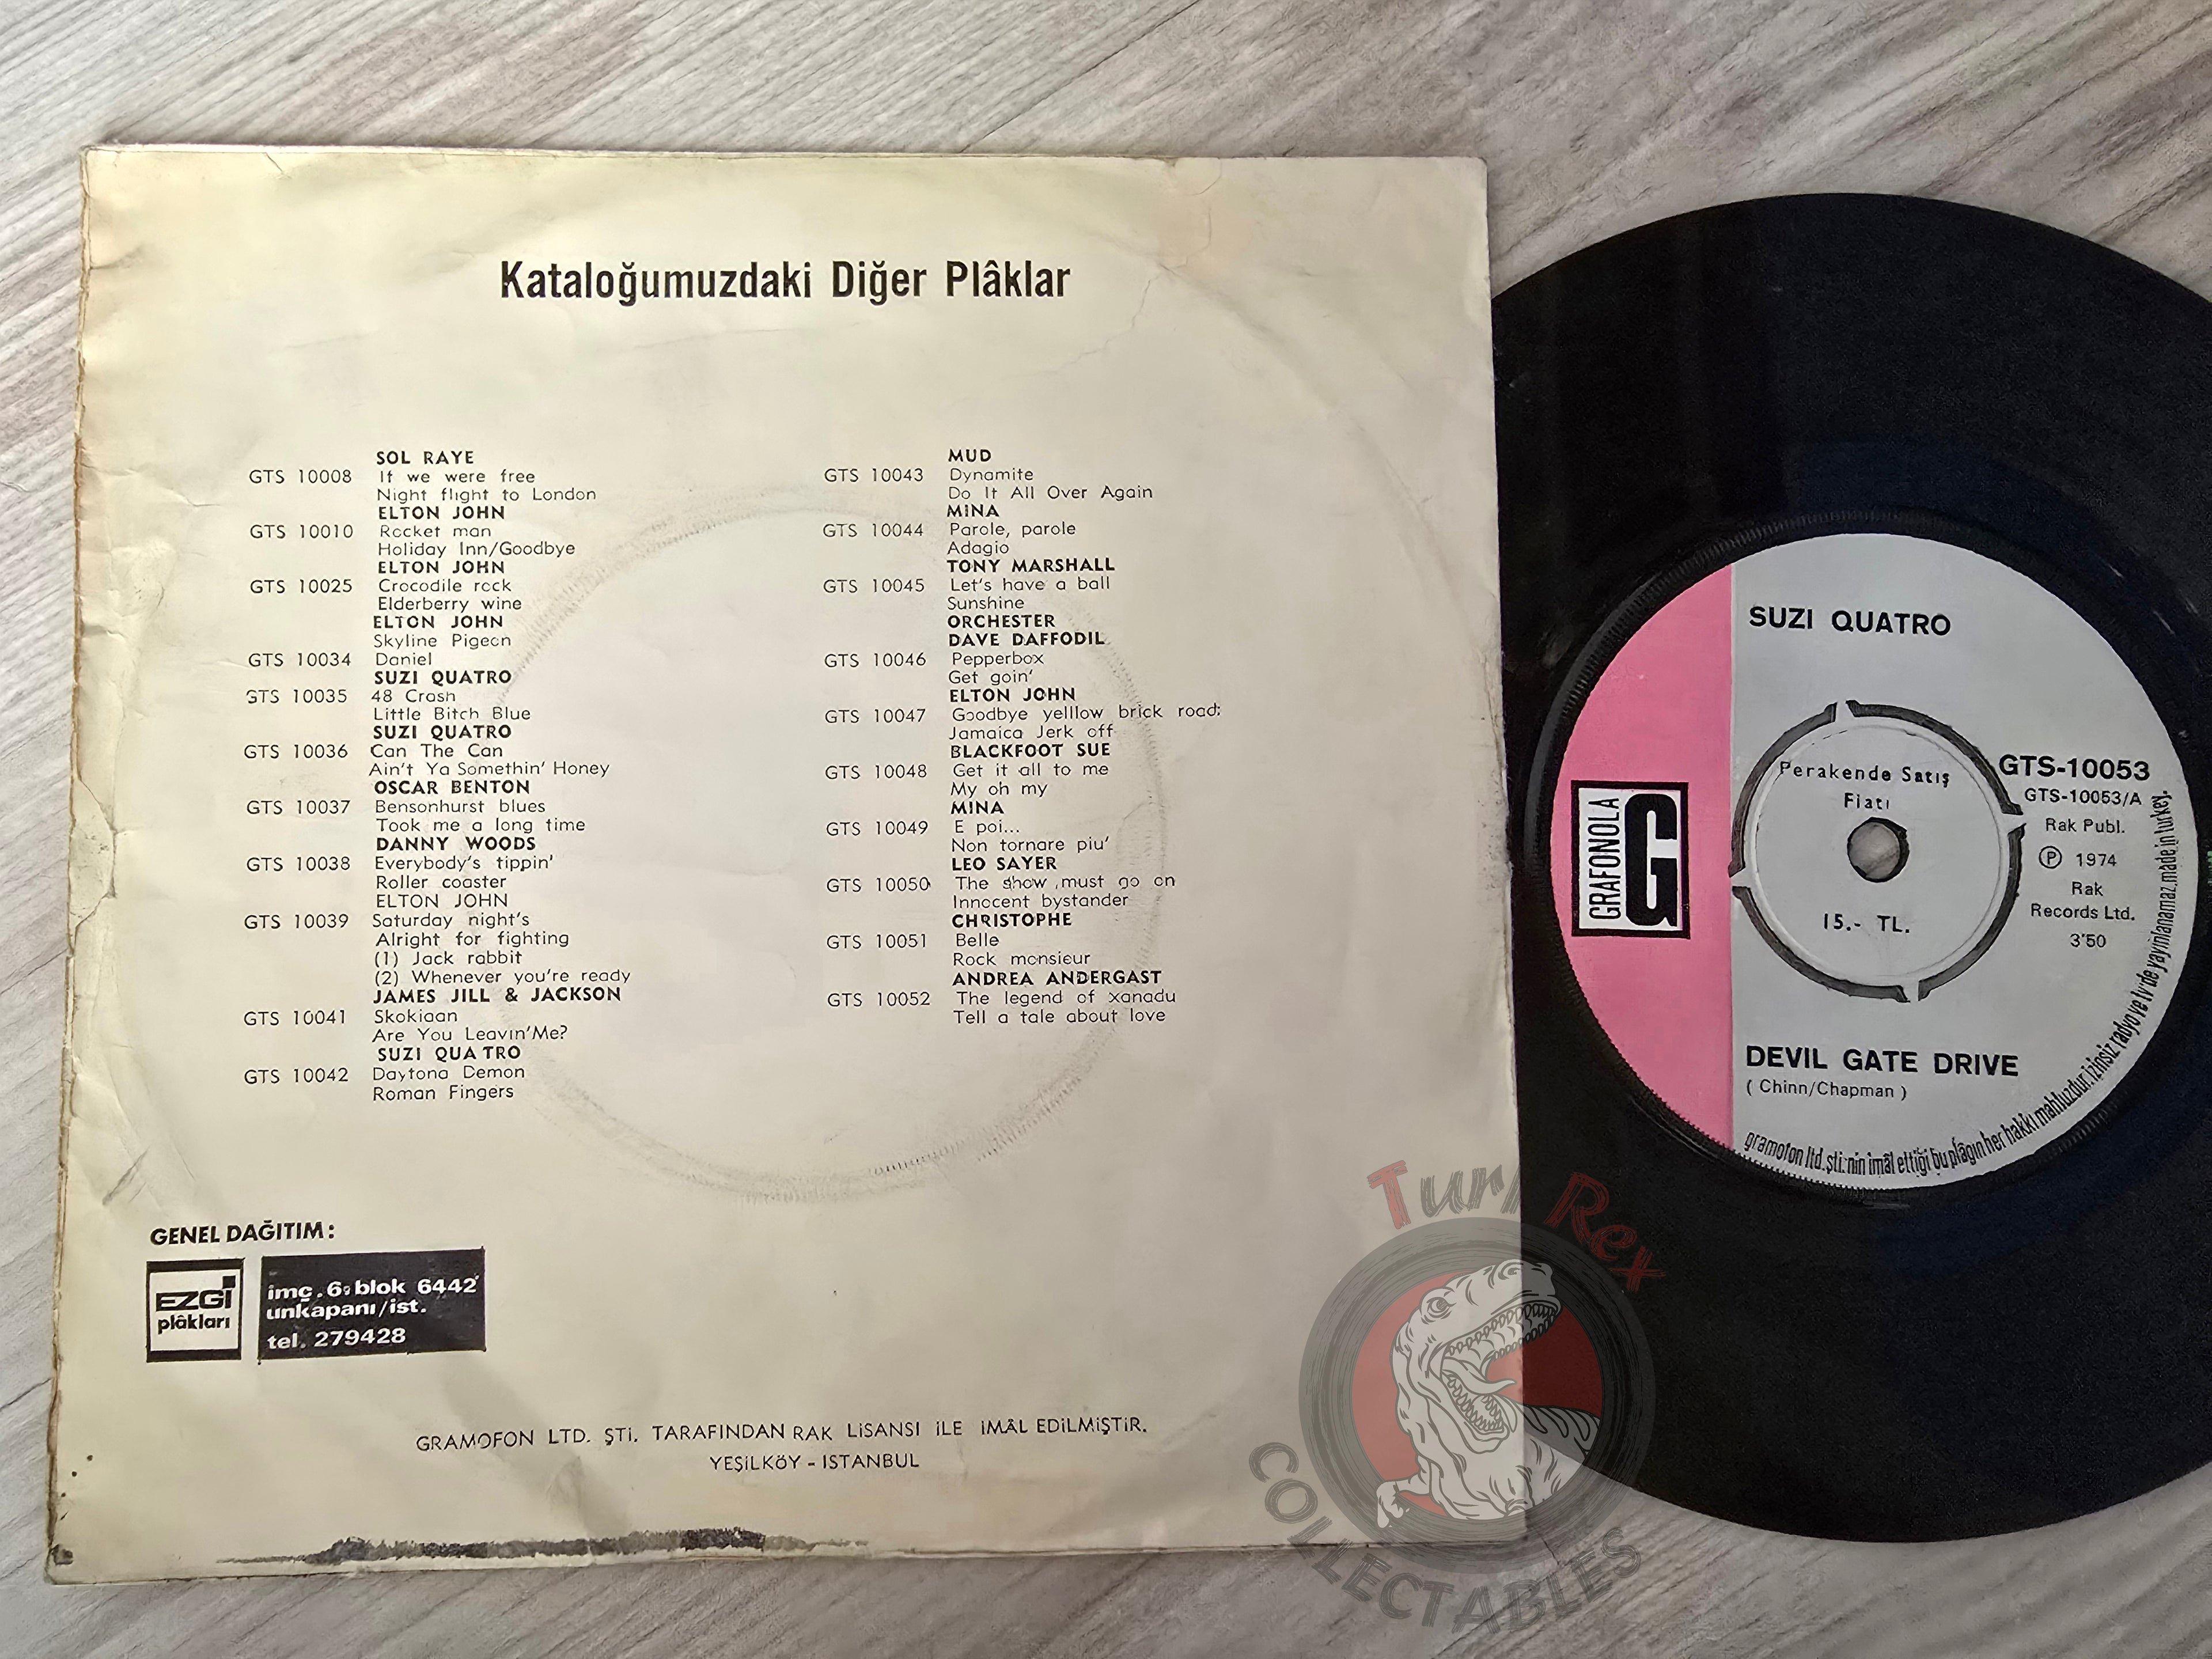 Kataloğumuzdaki Diğer Plâklar
SOL RAYE
GTS 10008 If we were free
Night flight to London
ELTON JOHN
GTS 10010 Rocket man
Holiday Inn/Goodbye
ELTON JOHN
GTS 10025 Crocodile rock
Elderberry wine
ELTON JOHN
Skyline Pigeon
GTS 10034 Daniel
SUZI QUATRO
GTS 10035 48 Crash
Little Bitch Blue
SUZI QUATRO
GTS 10036 Can The Can
Ain't Ya Somethin' Honey
OSCAR BENTON
GTS 10037 Bensonhurst blues
Took me a long time
DANNY WOODS
GTS 10038 Everybody's tippin'
Roller coaster
ELTON JOHN
GTS 10039 Saturday night's
Alright for fighting
(1) Jack rabbit
(2) Whenever you're ready
JAMES JILL & JACKSON
GTS 10041 Skokiaan
Are You Leavin'Me?
SUZI QUATRO
GTS 10042 Daytona Demon
Roman Fingers
MUD
GTS 10043 Dynamite
Do It All Over Again
MINA
GTS 10044 Parole, parole
Adagio
TONY MARSHALL
GTS 10045 Let's have a ball
Sunshine
ORCHESTER
DAVE DAFFODIL
GTS 10046 Pepperbox
Get goin'
ELTON JOHN
GTS 10047 Goodbye yelllow brick road;
Jamaica Jerk off
BLACKFOOT SUE
GTS 10048 Get it all to me
My oh my
MINA
GTS 10049 E poi...
Non tornare piu'
LEO SAYER
GTS 10050 The show must go on
Innocent bystander
CHRISTOPHE
GTS 10051 Belle
Rock monsieur
ANDREA ANDERGAST
GTS 10052 The legend of xanadu
Tell a tale about love
GENEL DAĞITIM:
EZGİ
plâkları
imç. 6. blok 6442
unkapanı/ist.
tel. 279428
GRAMOFON LTD. ŞTİ. TARAFINDAN RAK LİSANSI İLE İMÂL EDİLMİŞTİR.
YEŞİLKÖY - ISTANBUL
SUZI QUATRO
Perakende Satış
Fiatı
15.- TL.
GTS-10053
GTS-10053/A
Rak Publ.
℗ 1974
Rak
Records Ltd.
3'50
GRAFONOLA
G
DEVIL GATE DRIVE
( Chinn/Chapman )
gramofon ltd.şti.nin imâl ettiği bu plâğın her hakkı mahfuzdur.izinsiz radyo ve tv'de yayınlanamaz.made in turkey.
Turk Rex
COLLECTABLES